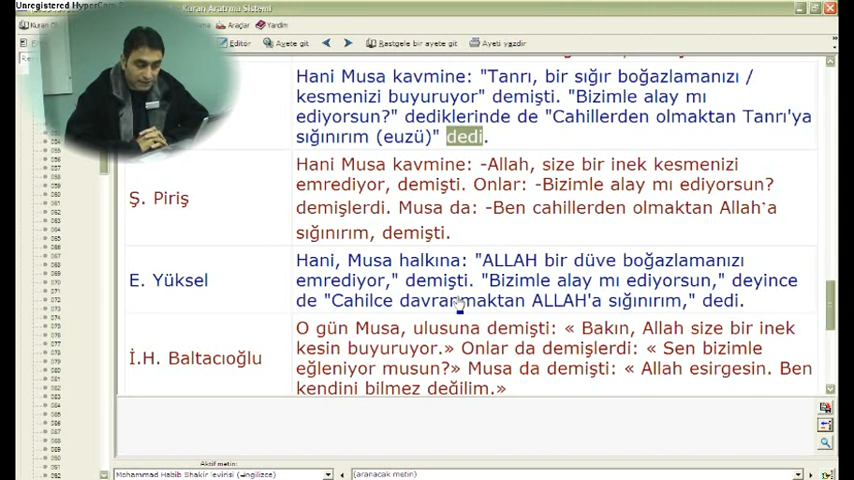 Unregistered HyperCam
Kuran Araştırma Sistemi
Kuran
Araçlar
Yardım
Editor
Ayete git
Rastgele bir ayete git
Ayeti yazdır
Hani Musa kavmine: "Tanrı, bir sığır boğazlamanızı /
kesmenizi buyuruyor" demişti. "Bizimle alay mı
ediyorsun?" dediklerinde de "Cahillerden olmaktan Tanrı'ya
sığınırım (euzü)" dedi.
Ş. Piriş
Hani Musa kavmine: -Allah, size bir inek kesmenizi
emrediyor, demişti. Onlar: -Bizimle alay mı ediyorsun?
demişlerdi. Musa da: -Ben cahillerden olmaktan Allah'a
sığınırım, demişti.
E. Yüksel
Hani, Musa halkına: "ALLAH bir düve boğazlamanızı
emrediyor," demişti. "Bizimle alay mı ediyorsun," deyince
de "Cahilce davranmaktan ALLAH'a sığınırım," dedi.
İ.H. Baltacıoğlu
O gün Musa, ulusuna demişti: « Bakın, Allah size bir inek
kesin buyuruyor.» Onlar da demişlerdi: « Sen bizimle
eğleniyor musun?» Musa da demişti: « Allah esirgesin. Ben
kendini bilmez değilim.»
Aktif metin:
Mohammad Habib Shakir çevirisi (-ingilizce)
(aranacak metin)